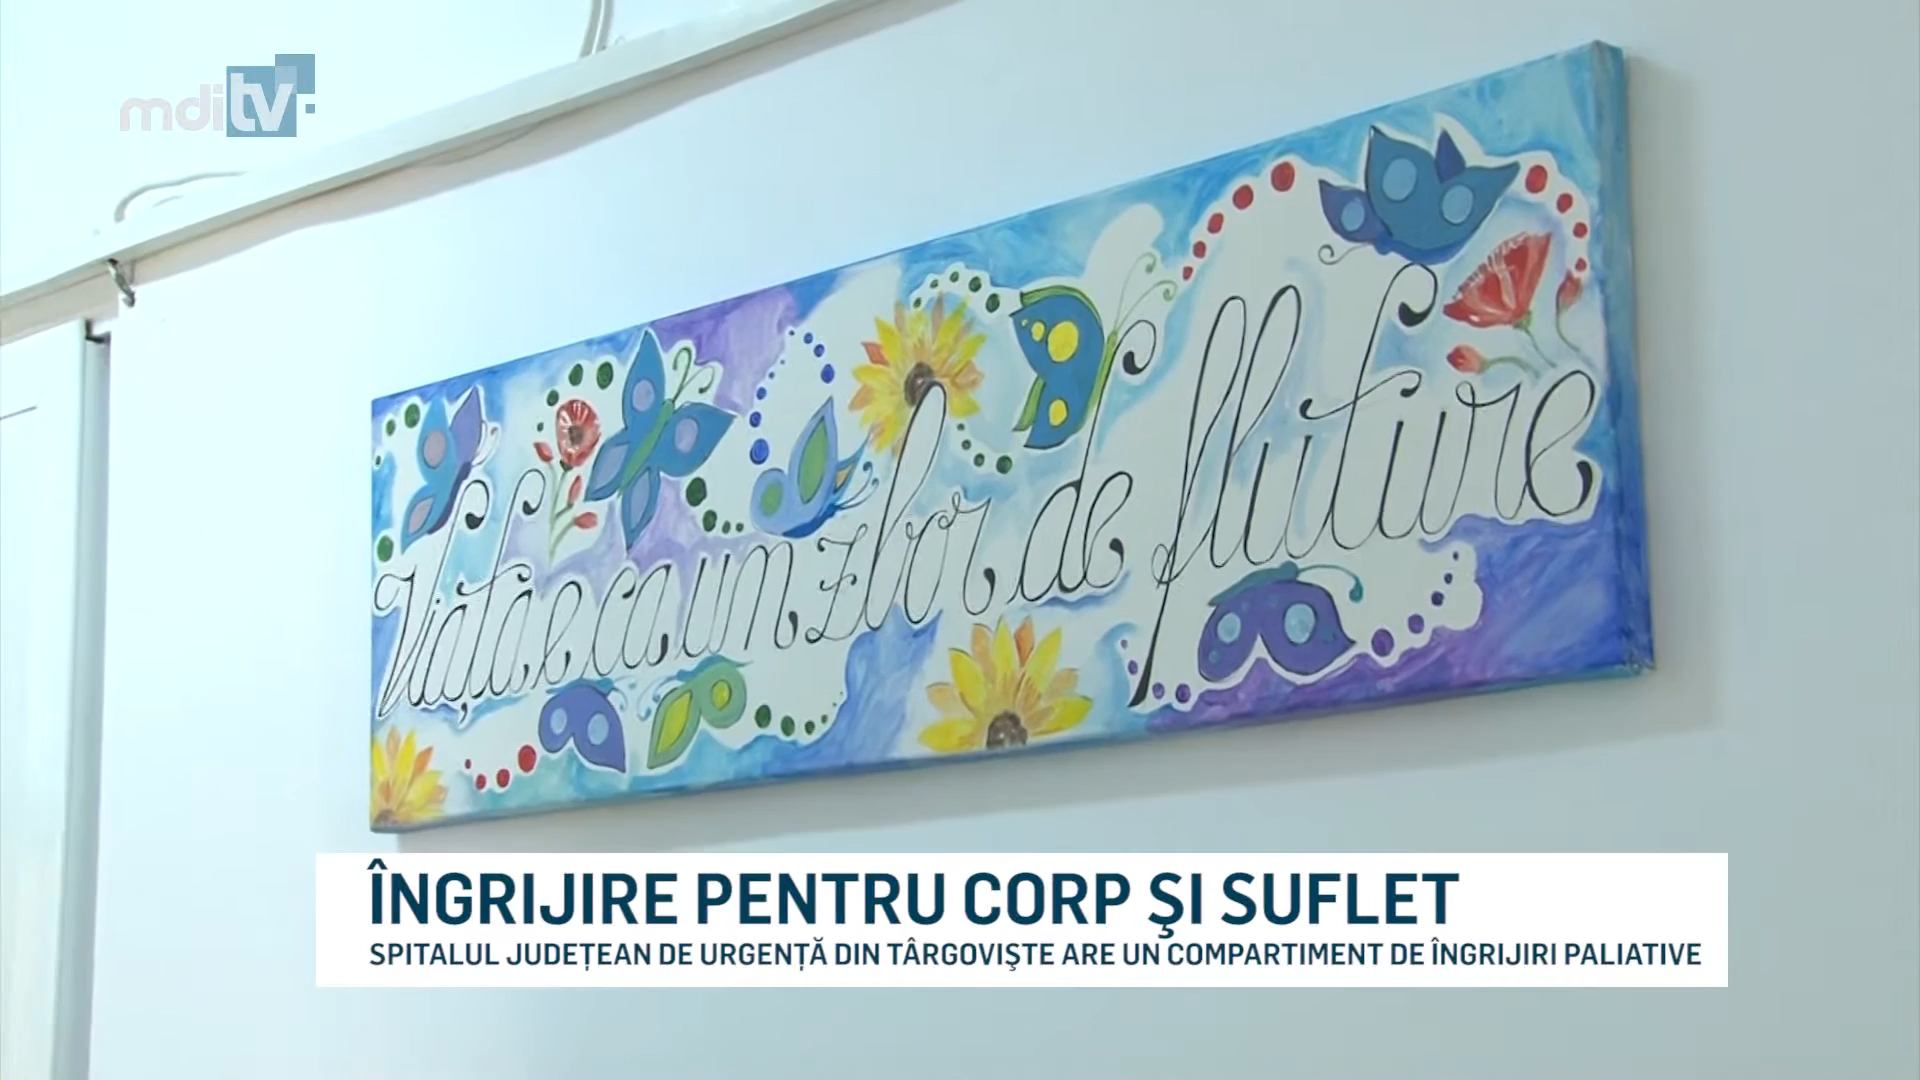 mditv
Viața e ca un zbor de fluture
ÎNGRIJIRE PENTRU CORP ŞI SUFLET
SPITALUL JUDEȚEAN DE URGENȚĂ DIN TÂRGOVIŞTE ARE UN COMPARTIMENT DE ÎNGRIJIRI PALIATIVE